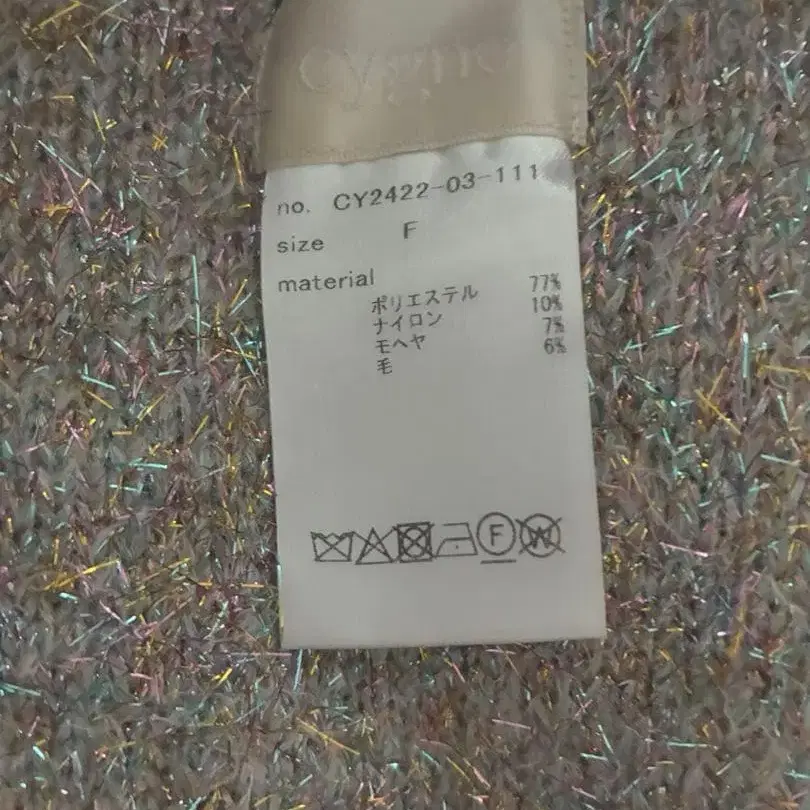 no. CY2422-03-111
size F
material
ポリエステル 77%
ナイロン 10%
モヘヤ 7%
毛 6%
F
W